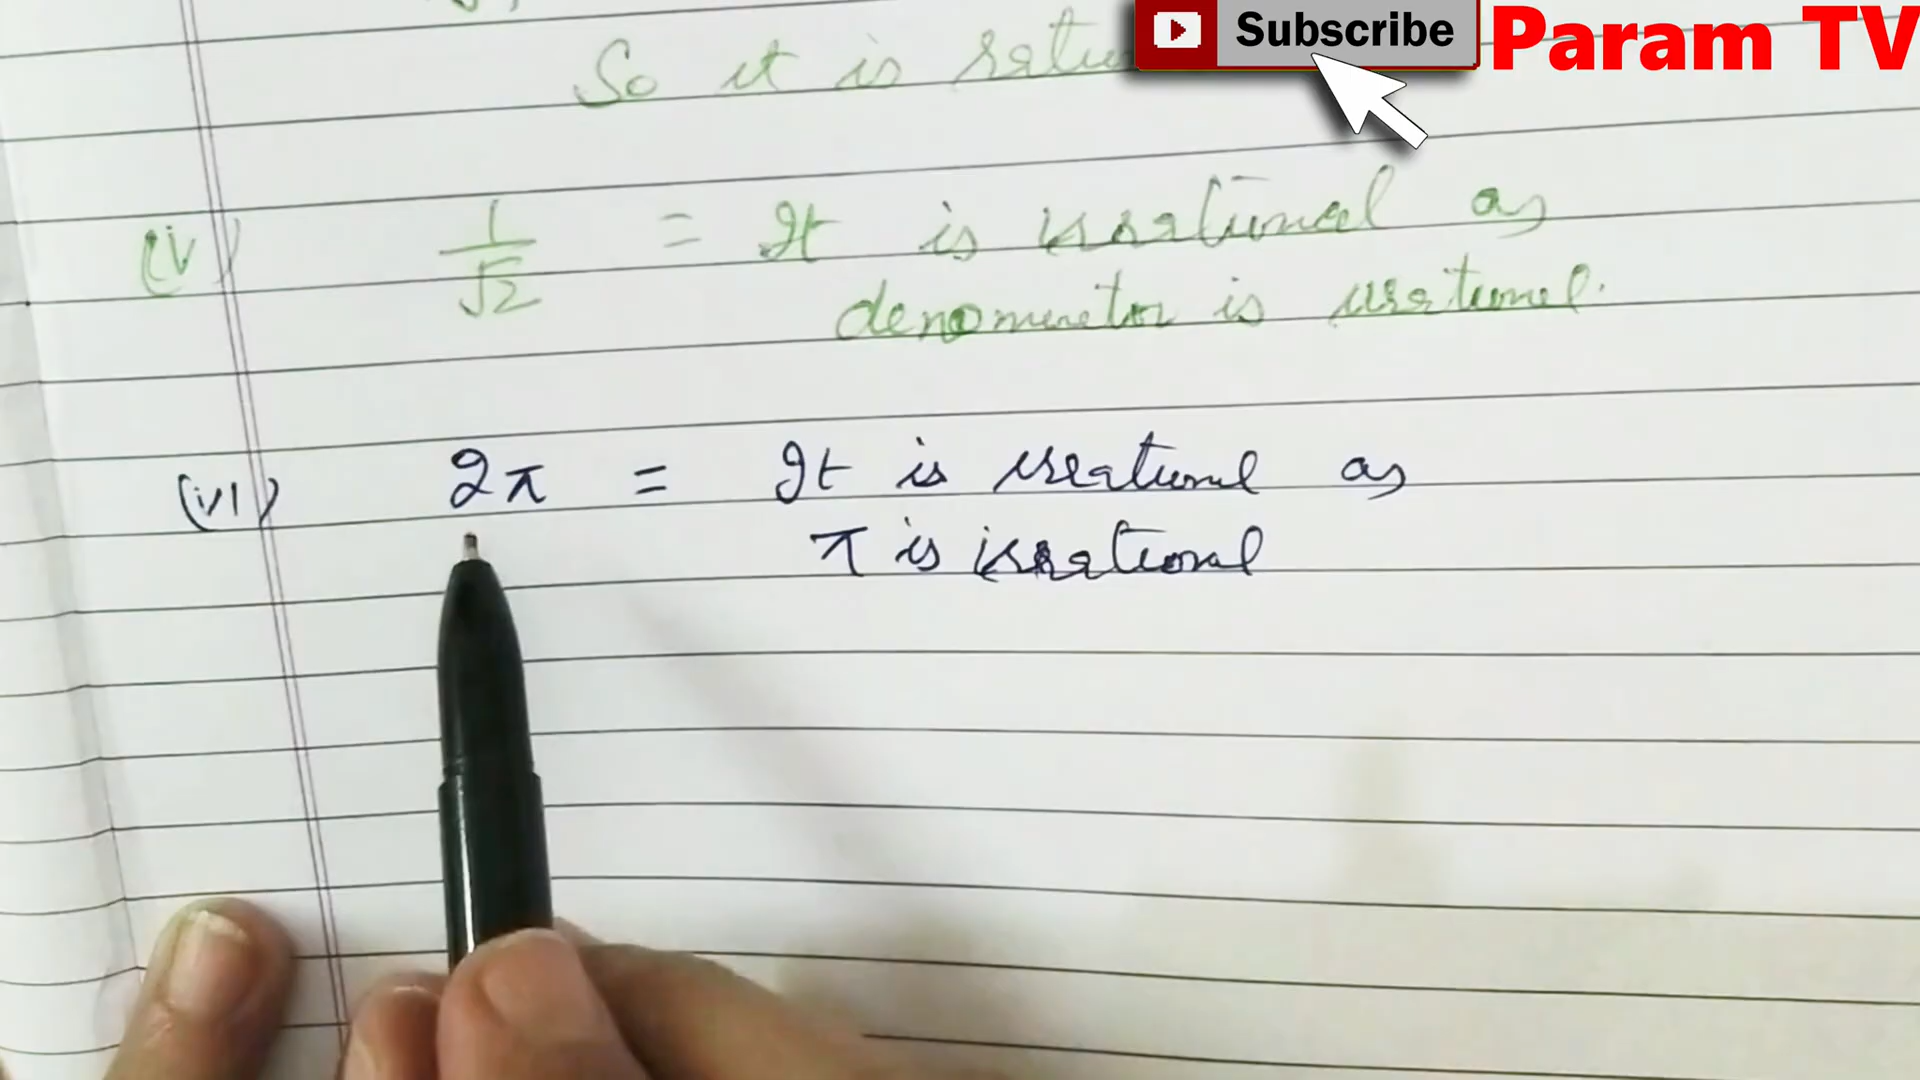 Subscribe
Param TV
So it is
(v) 1/√2 = It is irrational as
denominator is irrational.
(vi) 2π = It is irrational as
π is irrational